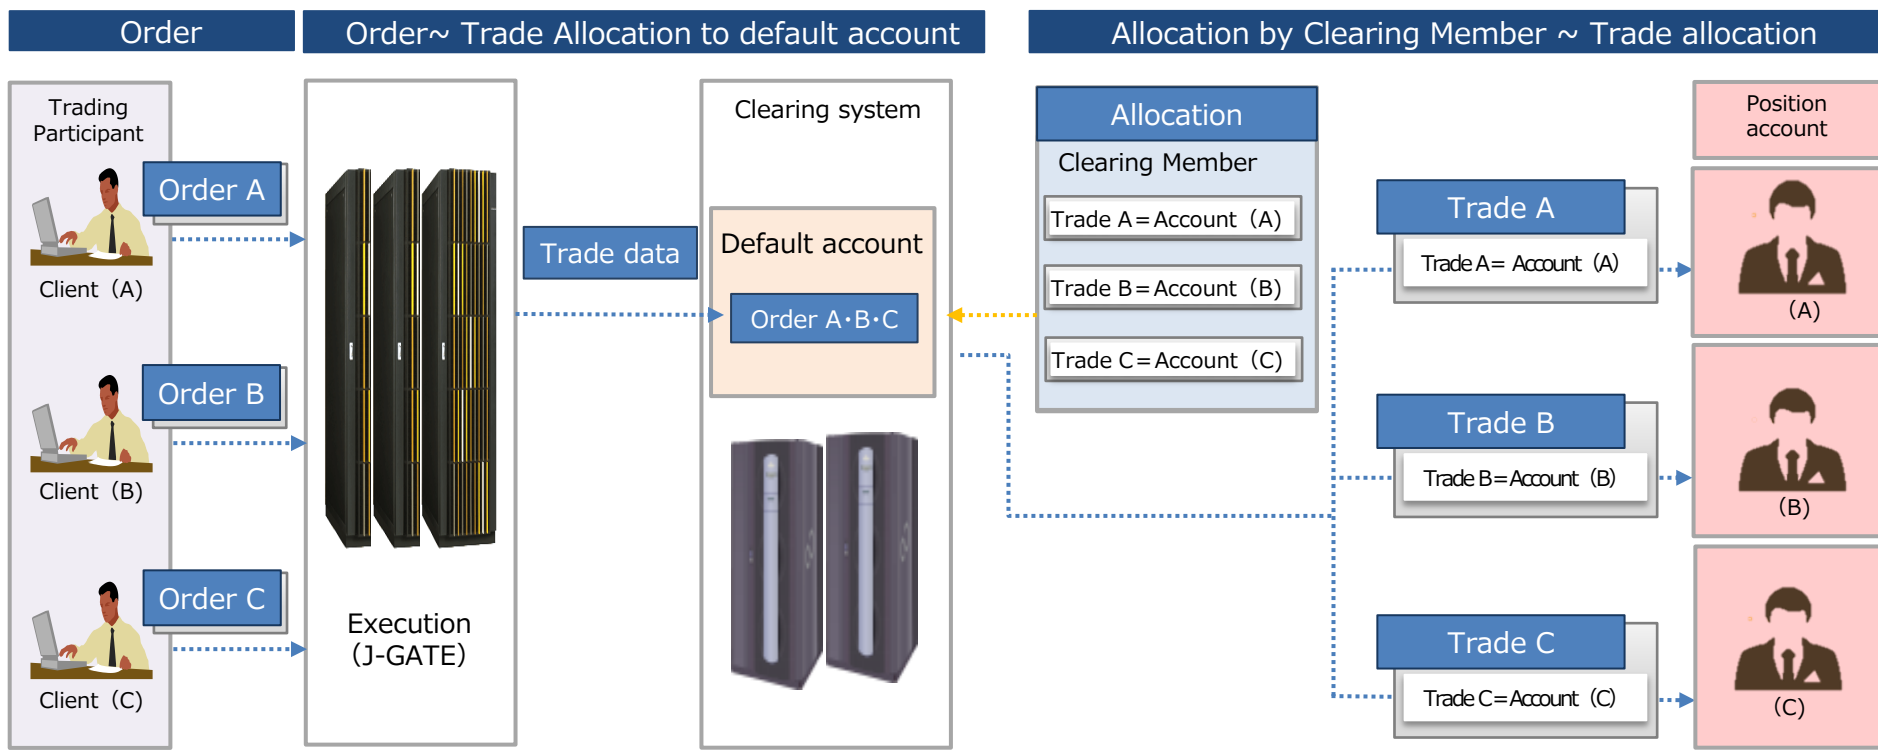 Order
Order~ Trade Allocation to default account
Allocation by Clearing Member ~ Trade allocation
Trading
Participant
Order A
Client（A）
Order B
Client（B）
Order C
Client（C）
Execution
（J-GATE）
Trade data
Clearing system
Default account
Order A・B・C
Allocation
Clearing Member
Trade A＝Account（A）
Trade B＝Account（B）
Trade C＝Account（C）
Trade A
Trade A＝ Account（A）
Trade B
Trade B＝Account（B）
Trade C
Trade C＝Account（C）
Position
account
（A）
（B）
（C）